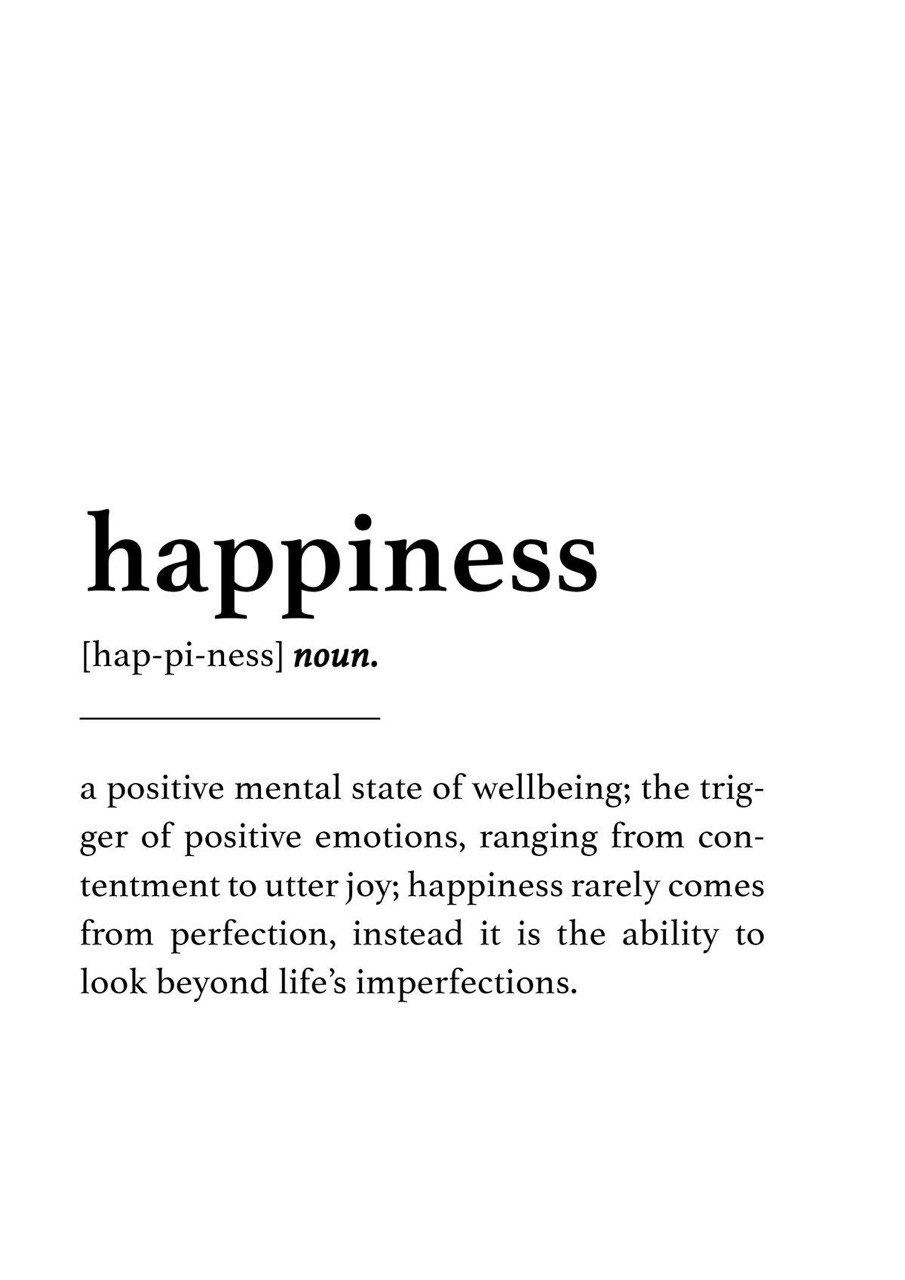 happiness
[hap-pi-ness] noun.
a positive mental state of wellbeing; the trig-
ger of positive emotions, ranging from con-
tentment to utter joy; happiness rarely comes
from perfection, instead it is the ability to
look beyond life’s imperfections.